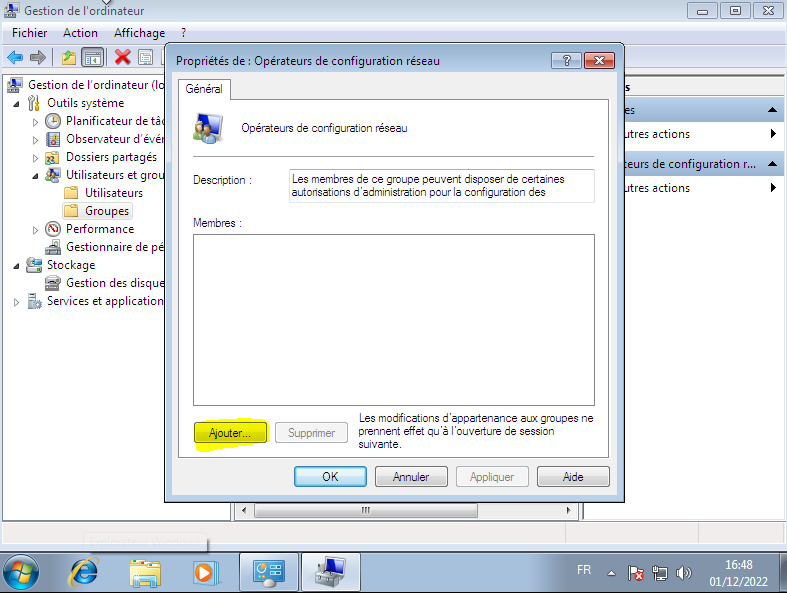 Gestion de l'ordinateur
Fichier Action Affichage ?
Propriétés de : Opérateurs de configuration réseau
Général
Opérateurs de configuration réseau
Description :
Les membres de ce groupe peuvent disposer de certaines
autorisations d'administration pour la configuration des
Membres :
Ajouter...
Supprimer
Les modifications d'appartenance aux groupes ne
prennent effet qu'à l'ouverture de session
suivante.
OK
Annuler
Appliquer
Aide
Gestion de l'ordinateur (lo
Outils système
Planificateur de tâc
Observateur d'évér
Dossiers partagés
Utilisateurs et grou
Utilisateurs
Groupes
Performance
Gestionnaire de pé
Stockage
Gestion des disque
Services et application
s
es
utres actions
teurs de configuration r...
utres actions
FR
16:48
01/12/2022